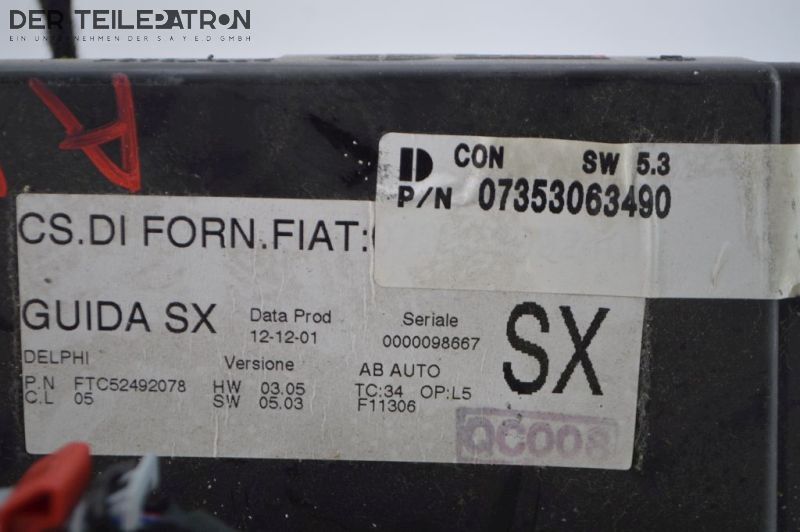 DER TEILEPATRON
EIN UNTERNEHMEN DER S A Y E.D GMBH
A
CON SW 5.3
P/N 07353063490
CS.DI FORN.FIAT:
GUIDA SX
Data Prod
12-12-01
Seriale
0000098667
SX
DELPHI
P.N FTC52492078
C.L 05
Versione
HW 03.05
SW 05.03
AB AUTO
TC:34 OP:L5
F11306
QC008